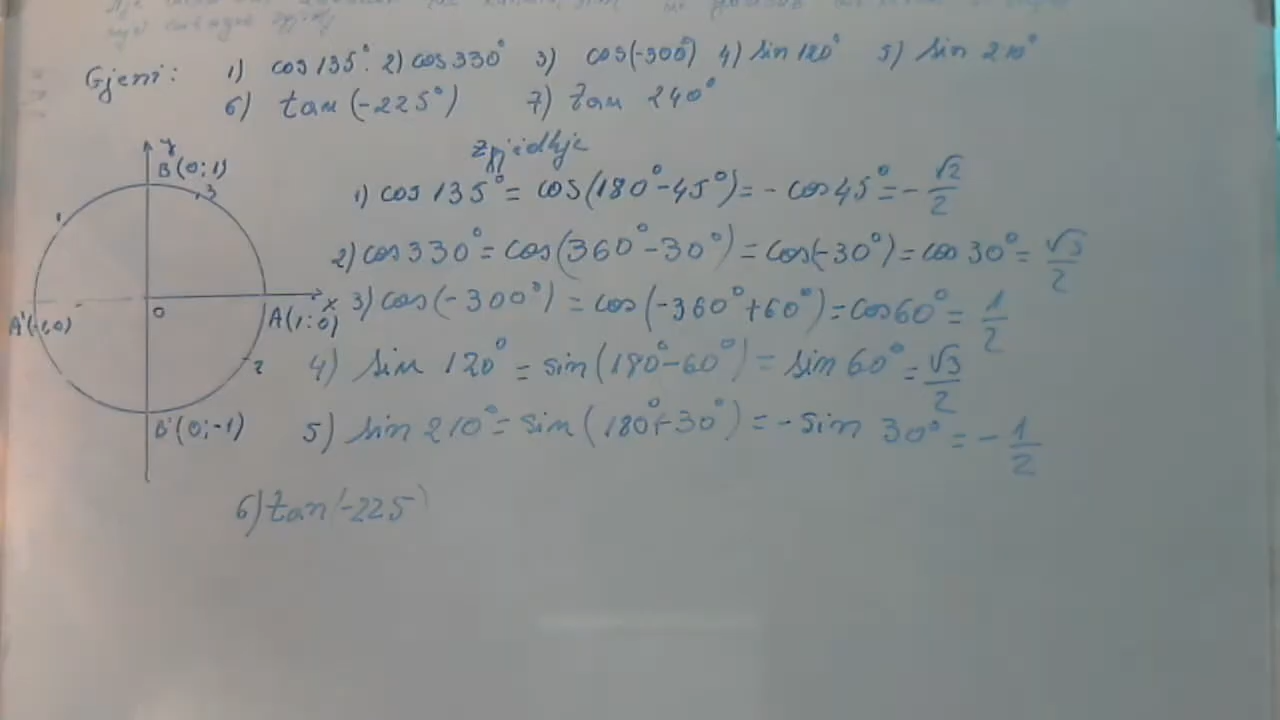 Gjeni: 1) cos 135°. 2) cos 330° 3) cos(-300°) 4) sin 120° 5) sin 210°
6) tan (-225°) 7) tan 240°
zgjidhje
y
B(0;1)
3
1
1) cos 135° = cos(180°-45°) = - cos 45° = - √2/2
2) cos 330° = cos(360°-30°) = cos(-30°) = cos 30° = √3/2
x
3) cos(-300°) = cos(-360°+60°) = cos 60° = 1/2
o
A'(-1,0)
A(1;0)
2
4) sin 120° = sin(180°-60°) = sin 60° = √3/2
B'(0;-1)
5) sin 210° = sin(180°+30°) = - sin 30° = - 1/2
6) tan(-225)